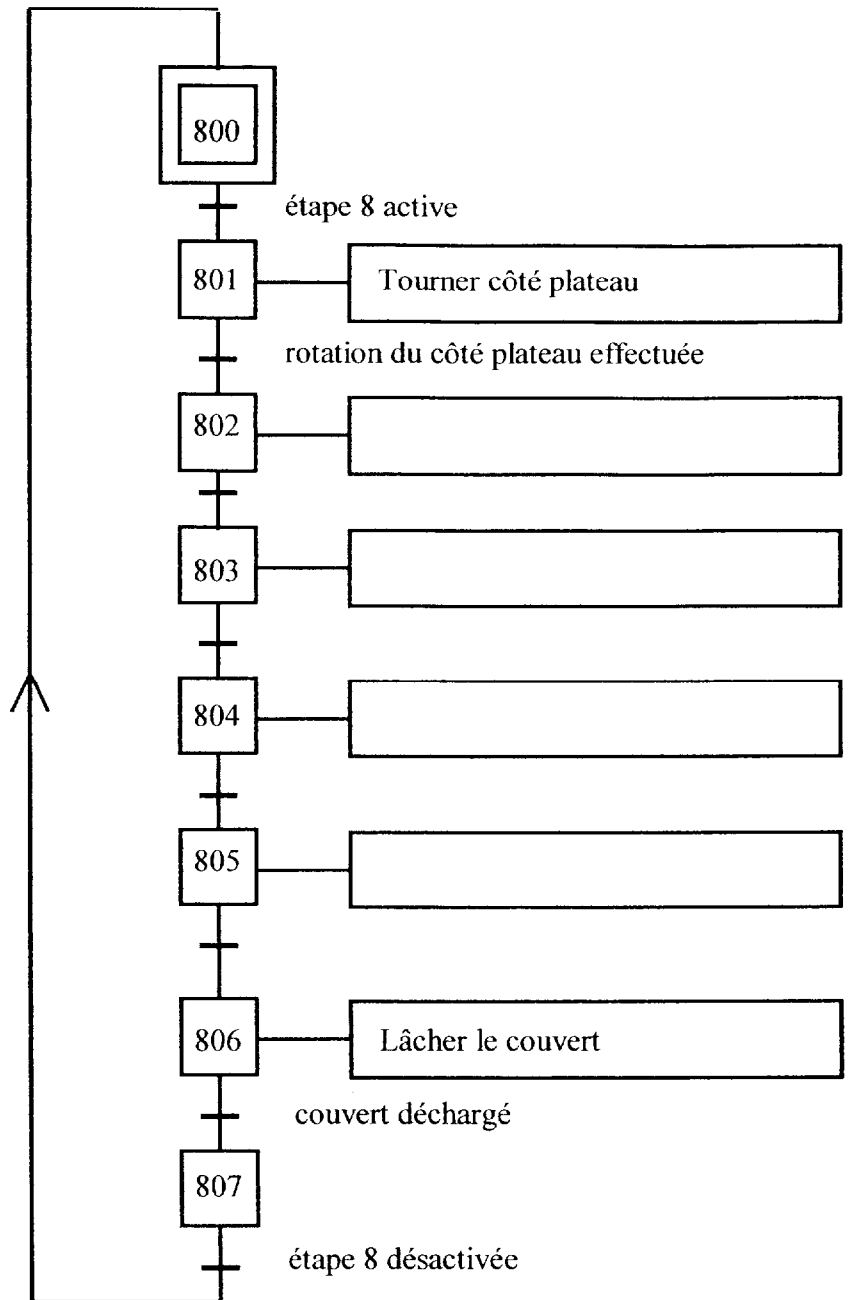 800
étape 8 active
801
Tourner côté plateau
rotation du côté plateau effectuée
802
803
804
805
806
Lâcher le couvert
couvert déchargé
807
étape 8 désactivée